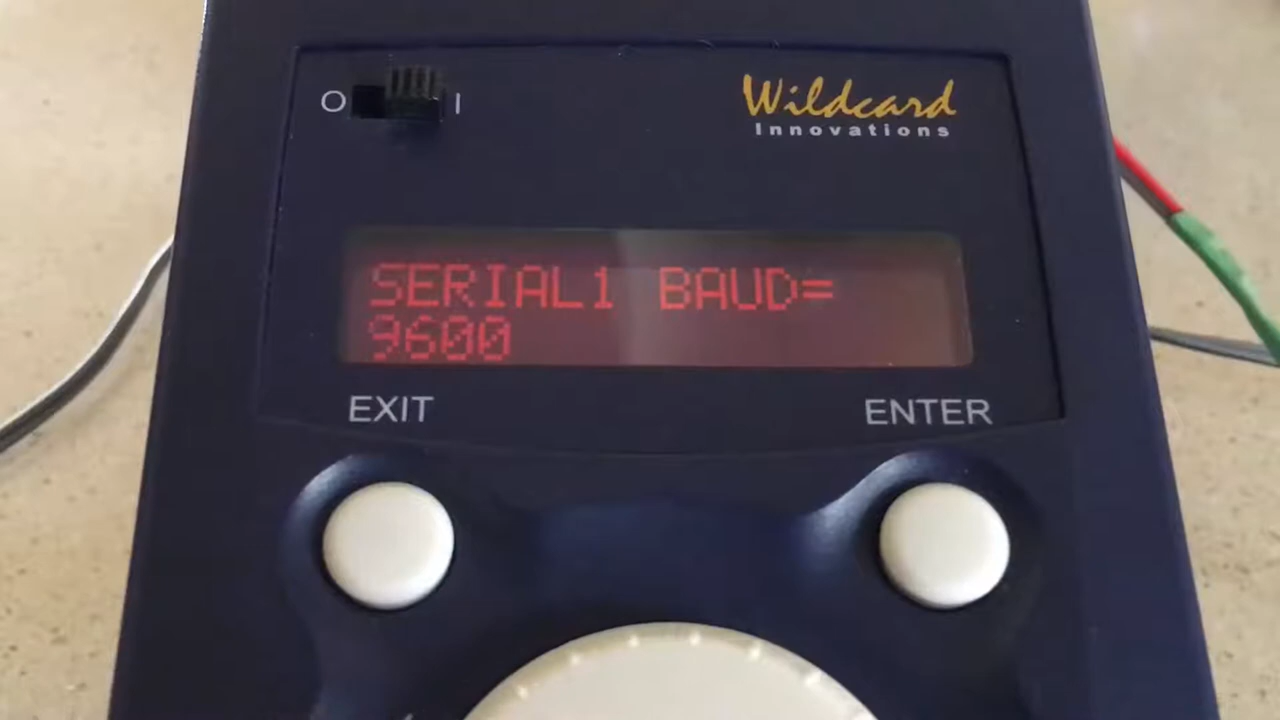 O I
Wildcard
Innovations
SERIAL1 BAUD=
9600
EXIT ENTER